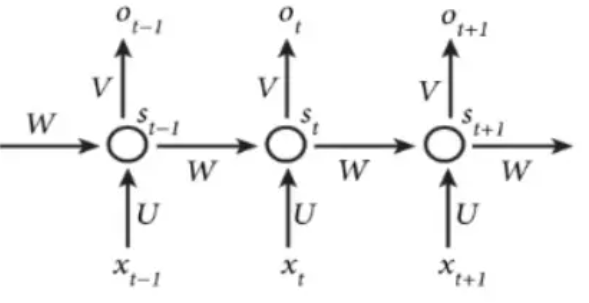 o_{t-1} o_t o_{t+1}
V V V
W s_{t-1} s_t s_{t+1}
W W W
U U U
x_{t-1} x_t x_{t+1}